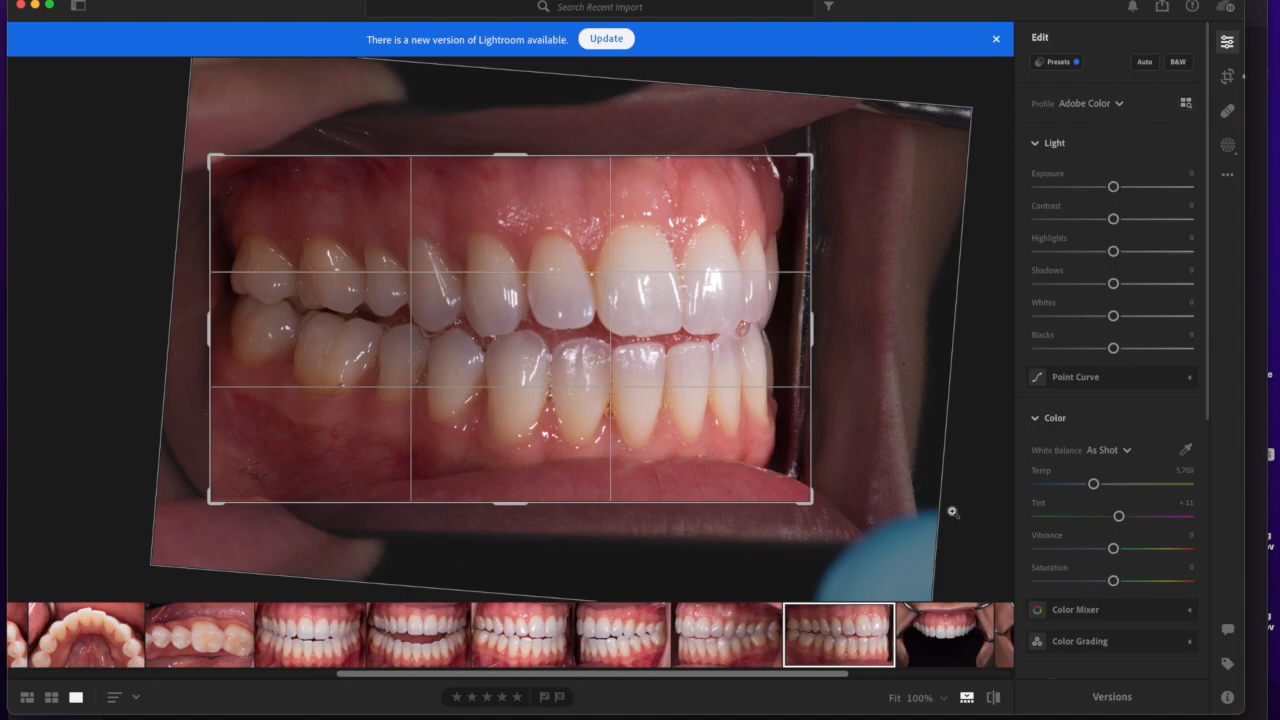 Search Recent Import
There is a new version of Lightroom available. Update
Edit
Presets Auto B&W
Profile Adobe Color
Light
Exposure 0
Contrast 0
Highlights 0
Shadows 0
Whites 0
Blacks 0
Point Curve
Color
White Balance As Shot
Temp 5,700
Tint + 11
Vibrance 0
Saturation 0
Color Mixer
Color Grading
Fit 100%
Versions